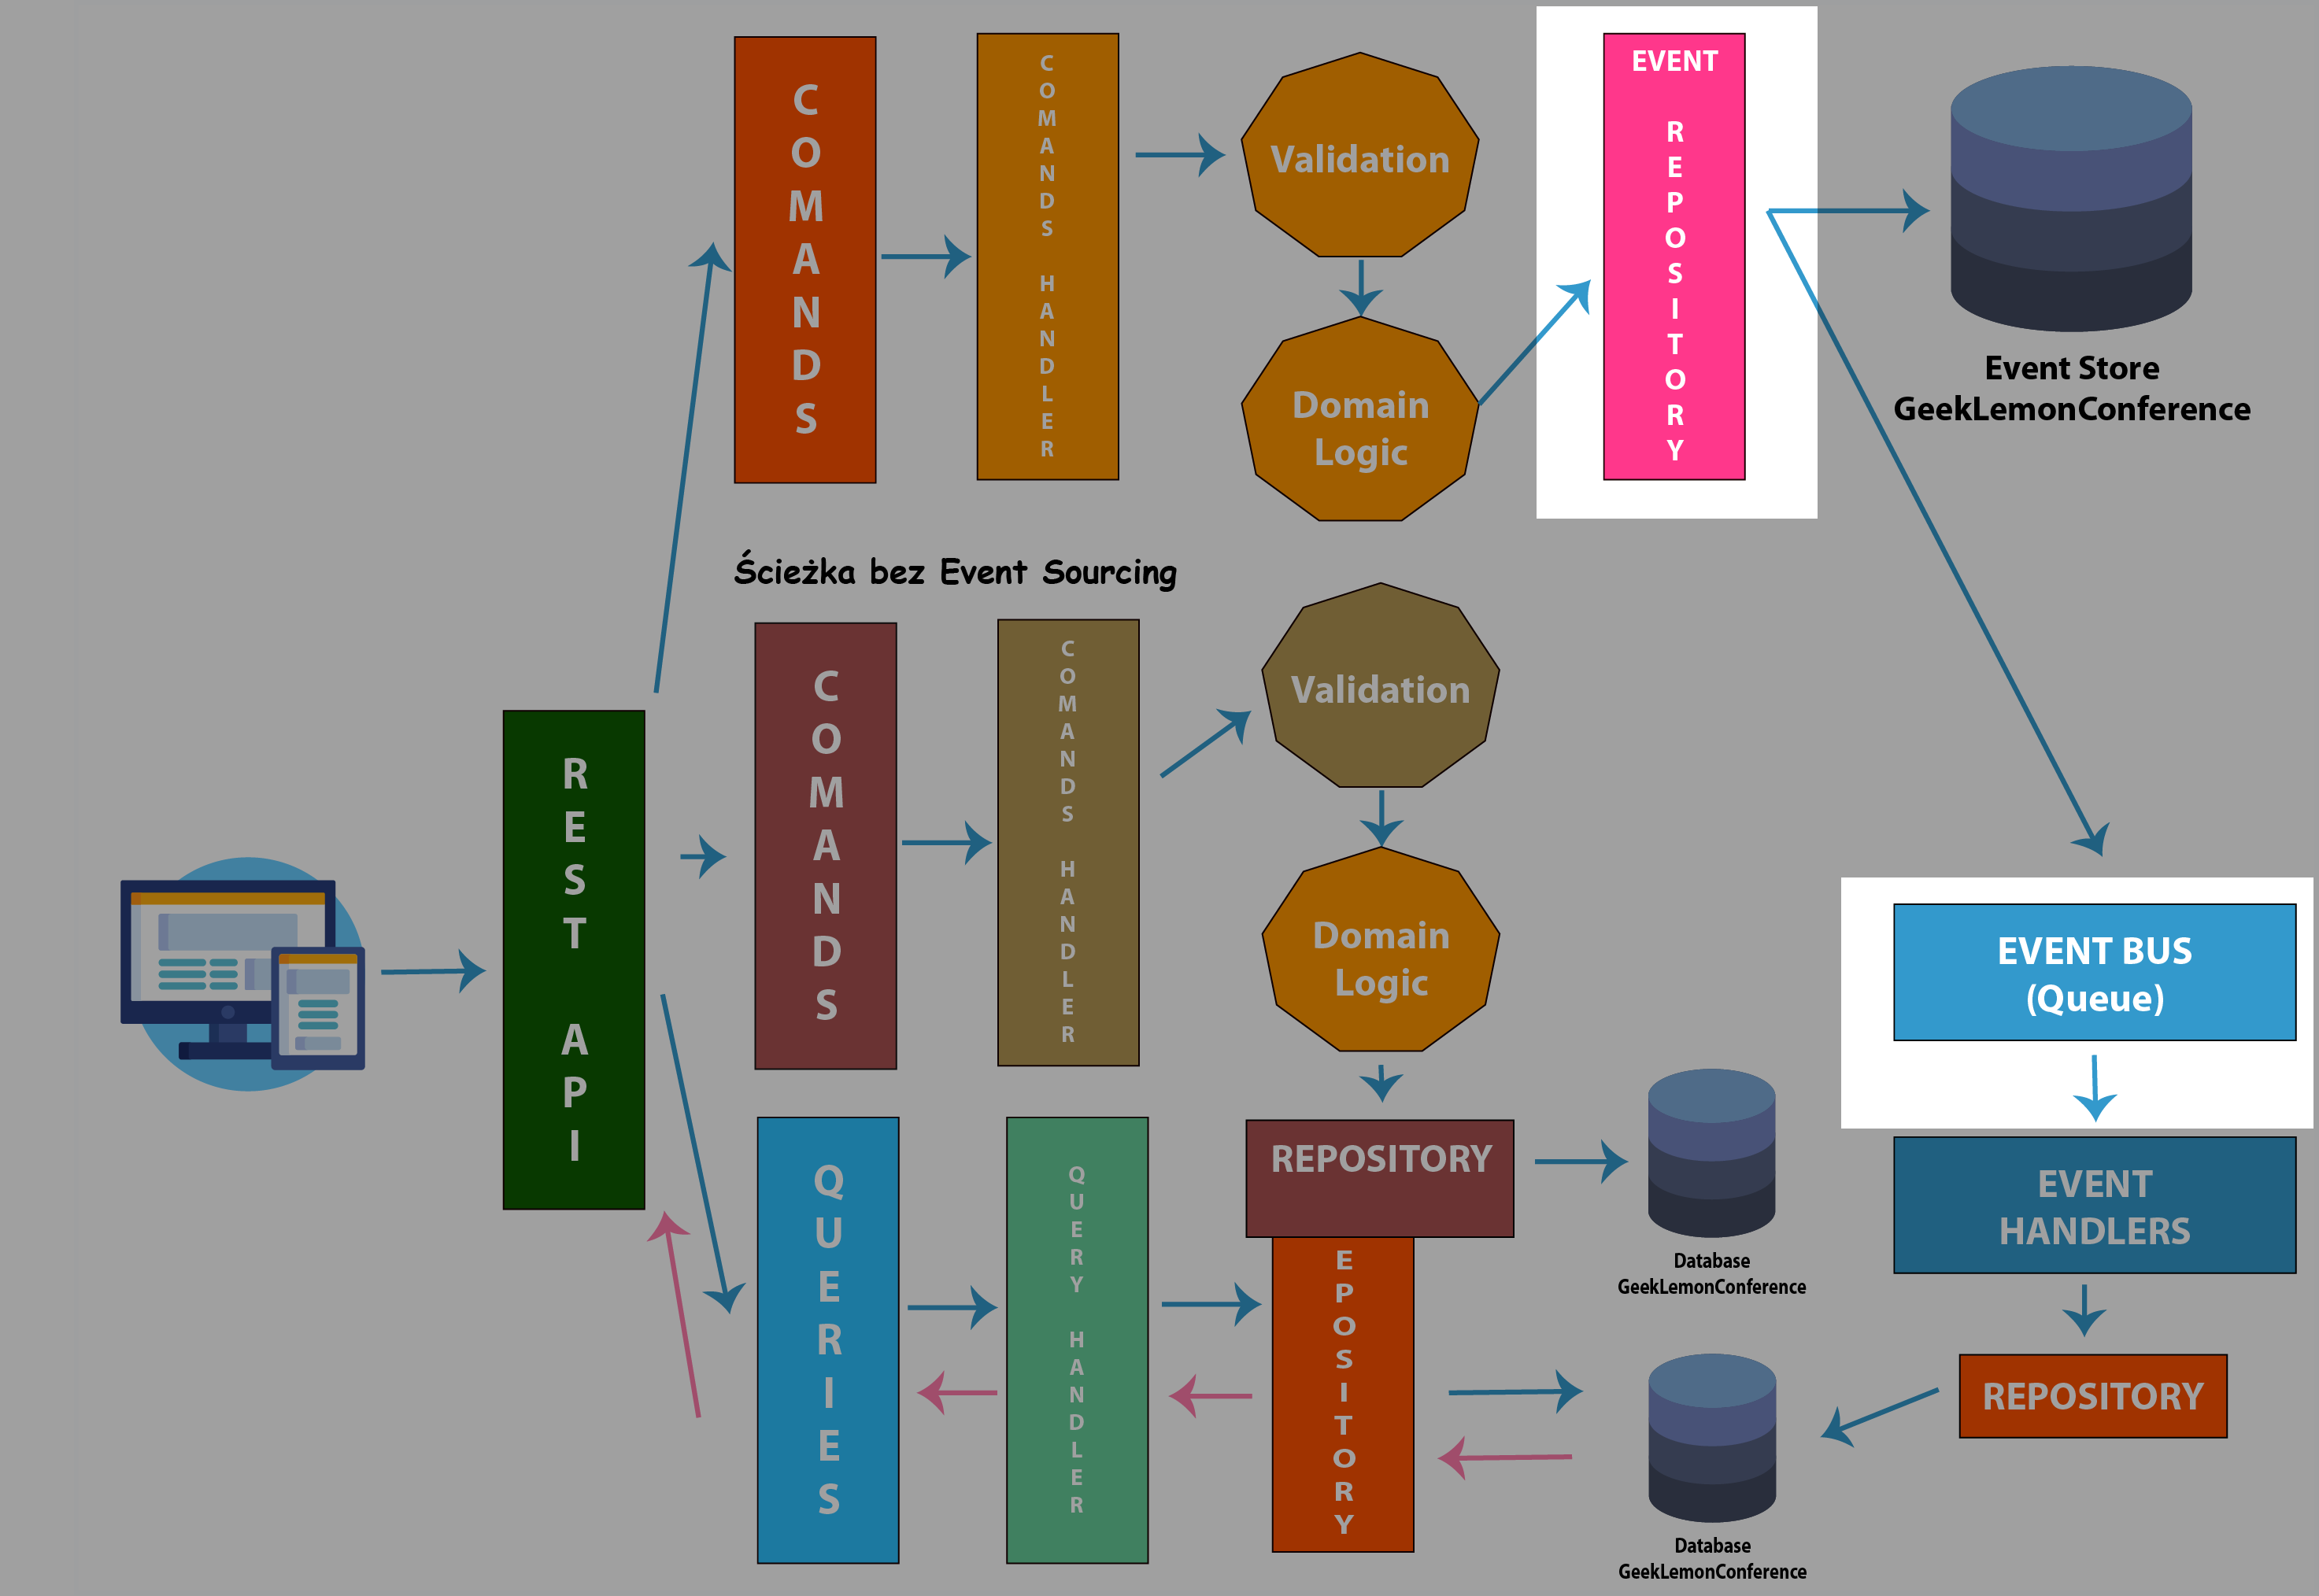 COMANDS
COMANDS HANDLER
Validation
Domain
Logic
EVENT
REPOSITORY
Event Store
GeekLemonConference
Ścieżka bez Event Sourcing
REST API
COMANDS
COMANDS HANDLER
Validation
Domain
Logic
EVENT BUS
(Queue)
REPOSITORY
Database
GeekLemonConference
EVENT
HANDLERS
QUERIES
QUERY HANDLER
EPOSITORY
Database
GeekLemonConference
REPOSITORY